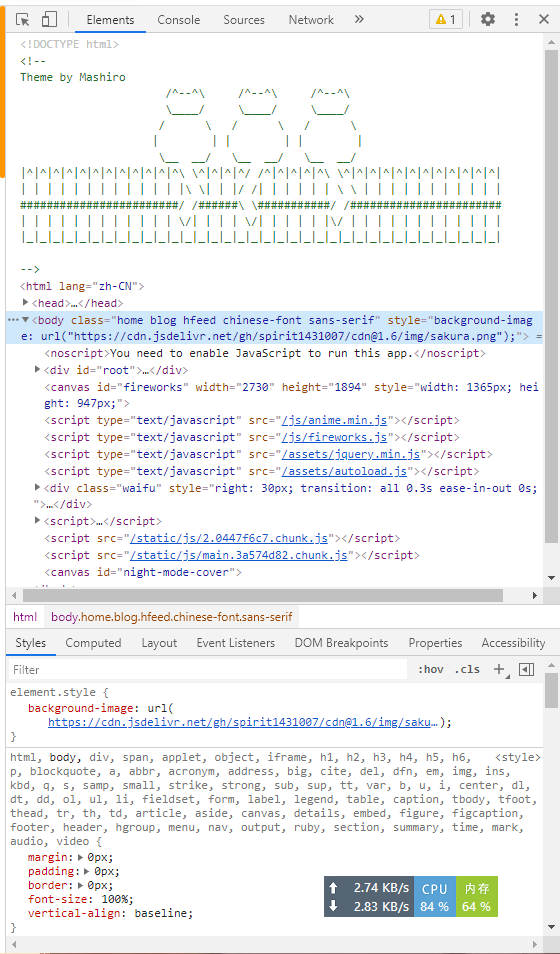 Elements Console Sources Network » 1
<!DOCTYPE html>
<!--
Theme by Mashiro
/^--^\ /^--^\ /^--^\
\____/ \____/ \____/
/ \ / \ / \
| | | | | |
\__ __/ \__ __/ \__ __/
|^|^|^|^|^|^|^|^|^|^|^|^\ \^|^|^|^/ /^|^|^|^|^\ \^|^|^|^|^|^|^|^|^|^|^|^|
| | | | | | | | | | | | |\ \| | |/ /| | | | | | \ \ | | | | | | | | | | |
########################/ /######\ \###########/ /#######################
| | | | | | | | | | | | \/| | | | \/| | | | | |\/ | | | | | | | | | | | |
|_|_|_|_|_|_|_|_|_|_|_|_|_|_|_|_|_|_|_|_|_|_|_|_|_|_|_|_|_|_|_|_|_|_|_|_|
-->
<html lang="zh-CN">
<head>…</head>
<body class="home blog hfeed chinese-font sans-serif" style="background-imag
e: url("https://cdn.jsdelivr.net/gh/spirit1431007/cdn@1.6/img/sakura.png");"> =
<noscript>You need to enable JavaScript to run this app.</noscript>
<div id="root">…</div>
<canvas id="fireworks" width="2730" height="1894" style="width: 1365px; hei
ght: 947px;">
<script type="text/javascript" src="/js/anime.min.js"></script>
<script type="text/javascript" src="/js/fireworks.js"></script>
<script type="text/javascript" src="/assets/jquery.min.js"></script>
<script type="text/javascript" src="/assets/autoload.js"></script>
<div class="waifu" style="right: 30px; transition: all 0.3s ease-in-out 0s;
">…</div>
<script>…</script>
<script src="/static/js/2.0447f6c7.chunk.js"></script>
<script src="/static/js/main.3a574d82.chunk.js"></script>
<canvas id="night-mode-cover">
html body.home.blog.hfeed.chinese-font.sans-serif
Styles Computed Layout Event Listeners DOM Breakpoints Properties Accessibility
Filter :hov .cls +
element.style {
background-image: url(
https://cdn.jsdelivr.net/gh/spirit1431007/cdn@1.6/img/saku…);
}
html, body, div, span, applet, object, iframe, h1, h2, h3, h4, h5, h6, <style>
p, blockquote, a, abbr, acronym, address, big, cite, del, dfn, em, img, ins,
kbd, q, s, samp, small, strike, strong, sub, sup, tt, var, b, u, i, center, dl,
dt, dd, ol, ul, li, fieldset, form, label, legend, table, caption, tbody, tfoot,
thead, tr, th, td, article, aside, canvas, details, embed, figure, figcaption,
footer, header, hgroup, menu, nav, output, ruby, section, summary, time, mark,
audio, video {
margin: 0px;
padding: 0px;
border: 0px;
font-size: 100%;
vertical-align: baseline;
}
2.74 KB/s CPU 内存
2.83 KB/s 84 % 64 %